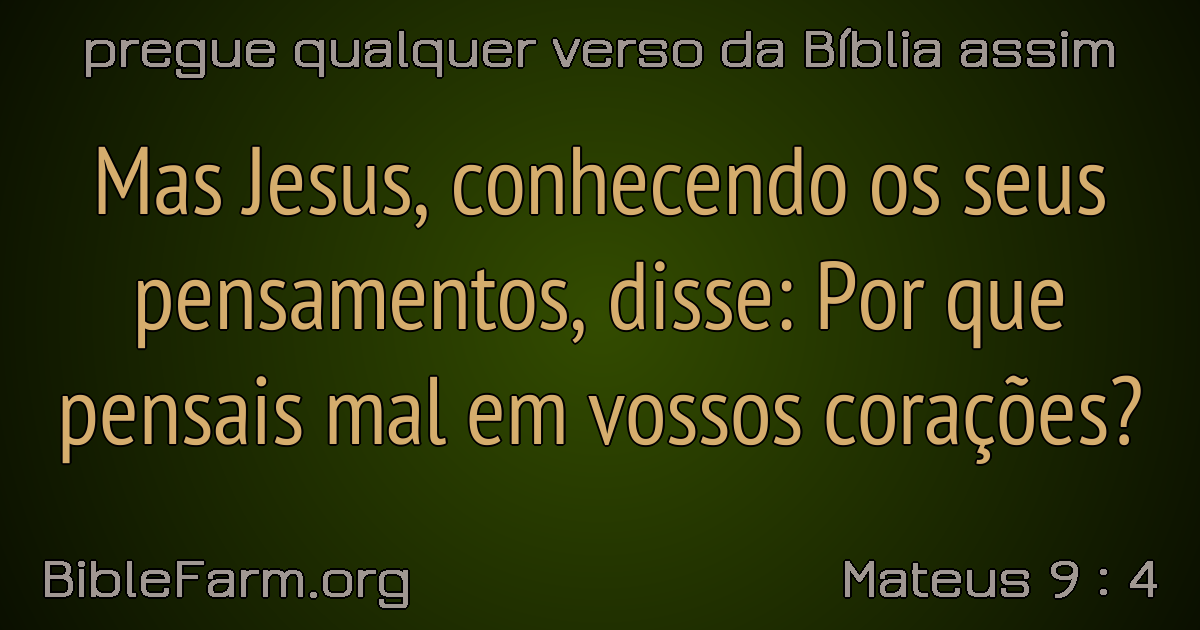 pregue qualquer verso da Bíblia assim
Mas Jesus, conhecendo os seus
pensamentos, disse: Por que
pensais mal em vossos corações?
BibleFarm.org
Mateus 9 : 4